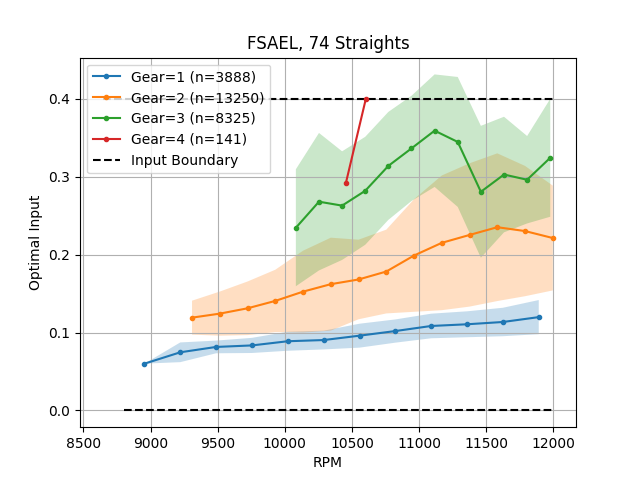 FSAEL, 74 Straights
Gear=1 (n=3888)
Gear=2 (n=13250)
Gear=3 (n=8325)
Gear=4 (n=141)
Input Boundary
Optimal Input
0.4
0.3
0.2
0.1
0.0
8500 9000 9500 10000 10500 11000 11500 12000
RPM